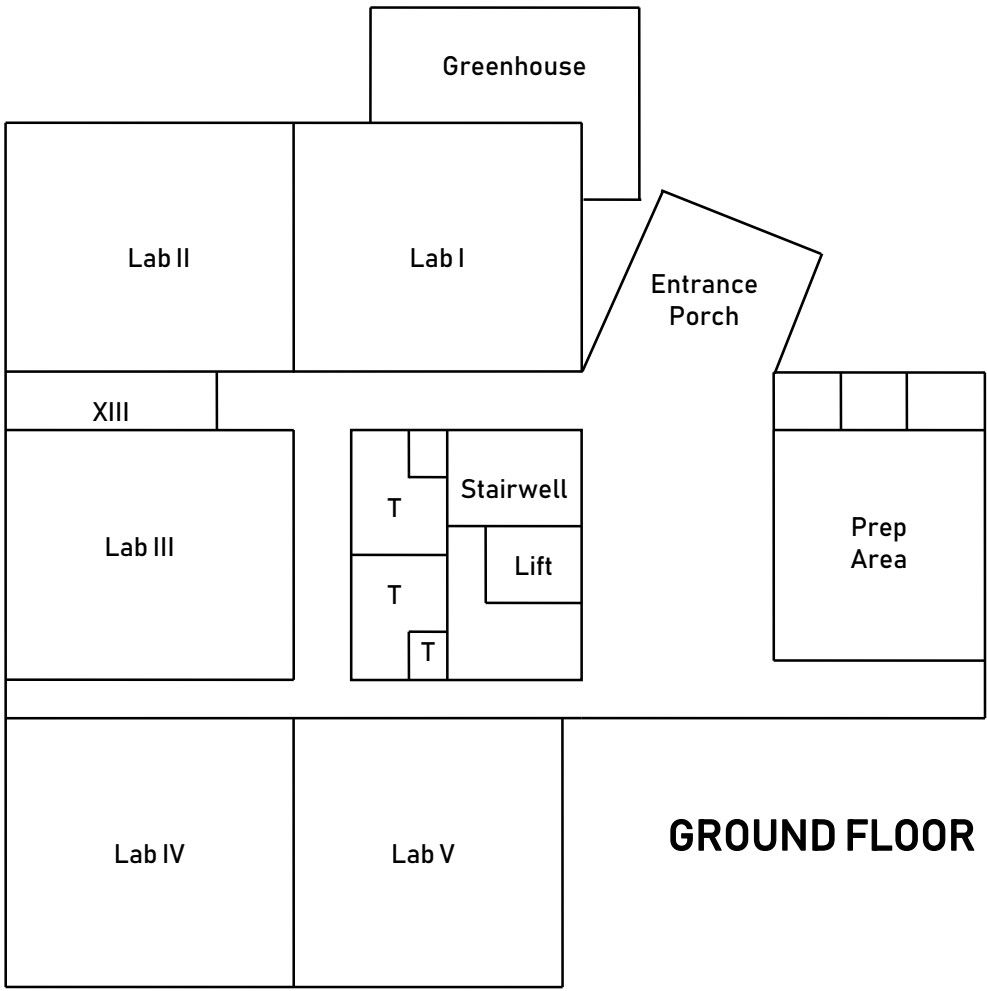 Greenhouse
Lab II
Lab I
Entrance
Porch
XIII
Stairwell
T
Lab III
Prep
Area
Lift
T
T
Lab IV
Lab V
GROUND FLOOR